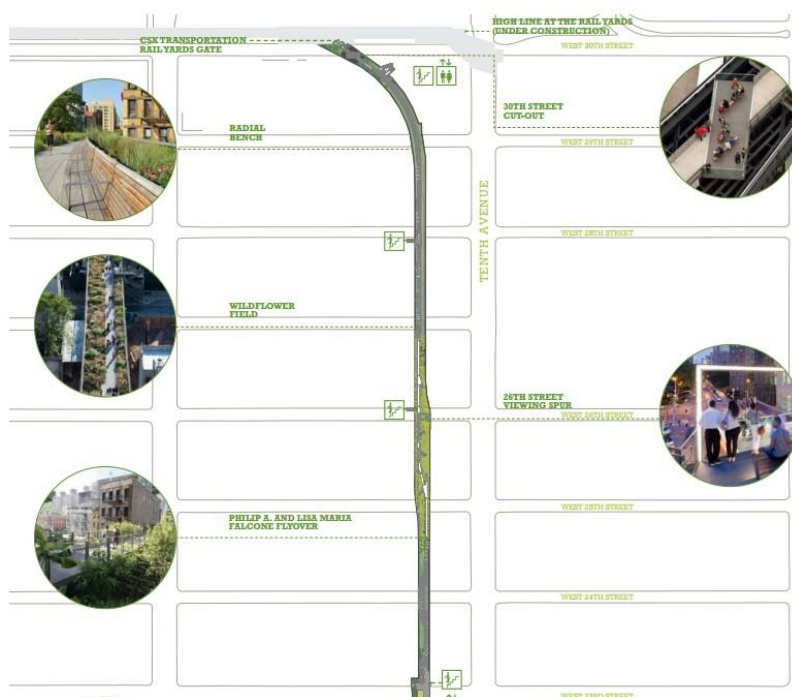 HIGH LINE AT THE RAIL YARDS
(UNDER CONSTRUCTION)
CSX TRANSPORTATION
RAIL YARDS GATE
WEST 30TH STREET
30TH STREET
CUT-OUT
RADIAL
BENCH
WEST 29TH STREET
TENTH AVENUE
WEST 28TH STREET
WILDFLOWER
FIELD
26TH STREET
VIEWING SPUR
WEST 26TH STREET
WEST 25TH STREET
PHILIP A. AND LISA MARIA
FALCONE FLYOVER
WEST 24TH STREET
WEST 23RD STREET